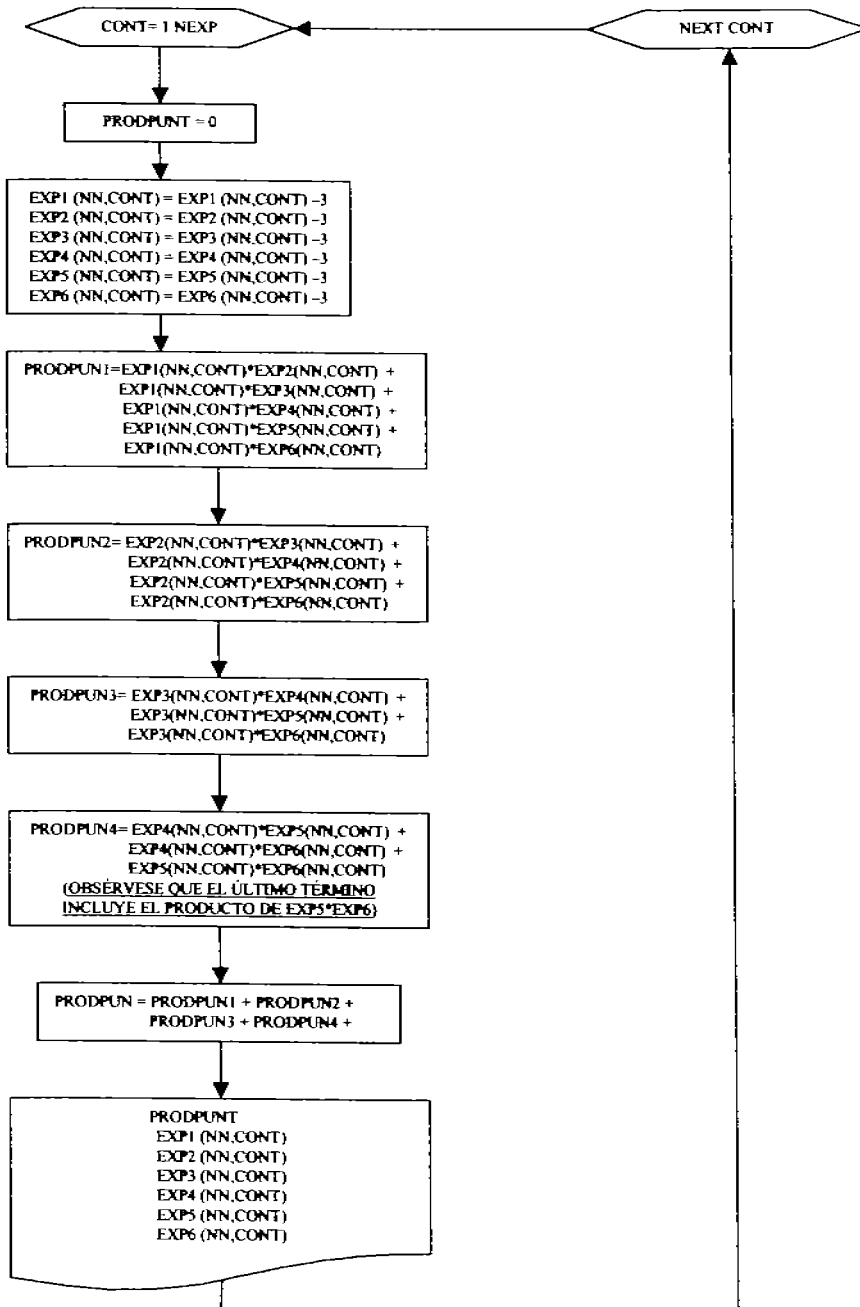 CONT= 1 NEXP
NEXT CONT
PRODPUNT = 0
EXP1 (NN,CONT) = EXP1 (NN,CONT) –3
EXP2 (NN,CONT) = EXP2 (NN,CONT) –3
EXP3 (NN,CONT) = EXP3 (NN,CONT) –3
EXP4 (NN,CONT) = EXP4 (NN,CONT) –3
EXP5 (NN,CONT) = EXP5 (NN,CONT) –3
EXP6 (NN,CONT) = EXP6 (NN,CONT) –3
PRODPUN1=EXP1(NN,CONT)*EXP2(NN,CONT) +
EXP1(NN,CONT)*EXP3(NN,CONT) +
EXP1(NN,CONT)*EXP4(NN,CONT) +
EXP1(NN,CONT)*EXP5(NN,CONT) +
EXP1(NN,CONT)*EXP6(NN,CONT)
PRODPUN2= EXP2(NN,CONT)*EXP3(NN,CONT) +
EXP2(NN,CONT)*EXP4(NN,CONT) +
EXP2(NN,CONT)*EXP5(NN,CONT) +
EXP2(NN,CONT)*EXP6(NN,CONT)
PRODPUN3= EXP3(NN,CONT)*EXP4(NN,CONT) +
EXP3(NN,CONT)*EXP5(NN,CONT) +
EXP3(NN,CONT)*EXP6(NN,CONT)
PRODPUN4= EXP4(NN,CONT)*EXP5(NN,CONT) +
EXP4(NN,CONT)*EXP6(NN,CONT) +
EXP5(NN,CONT)*EXP6(NN,CONT)
(OBSÉRVESE QUE EL ÚLTIMO TÉRMINO
INCLUYE EL PRODUCTO DE EXP5*EXP6)
PRODPUN = PRODPUN1 + PRODPUN2 +
PRODPUN3 + PRODPUN4 +
PRODPUNT
EXP1 (NN,CONT)
EXP2 (NN,CONT)
EXP3 (NN,CONT)
EXP4 (NN,CONT)
EXP5 (NN,CONT)
EXP6 (NN,CONT)